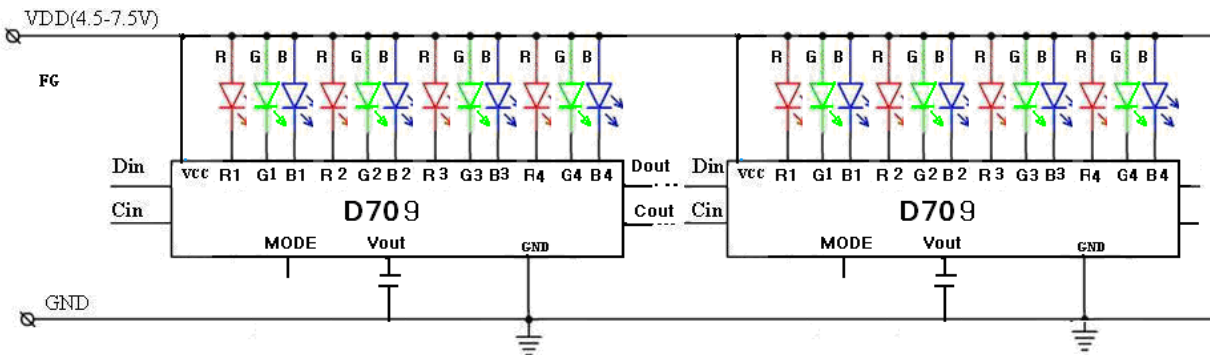 VDD(4.5-7.5V)
R G B R G B R G B R G B R G B R G B R G B R G B
FG
Din VCC R1 G1 B1 R2 G2 B2 R3 G3 B3 R4 G4 B4 Dout Din VCC R1 G1 B1 R2 G2 B2 R3 G3 B3 R4 G4 B4
Cin D709 Cout Cin D709
MODE Vout GND MODE Vout GND
GND